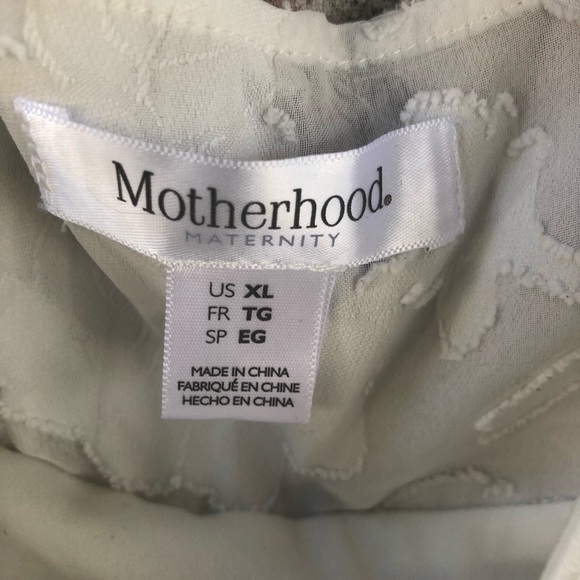 Motherhood®
MATERNITY
US XL
FR TG
SP EG
MADE IN CHINA
FABRIQUÉ EN CHINE
HECHO EN CHINA